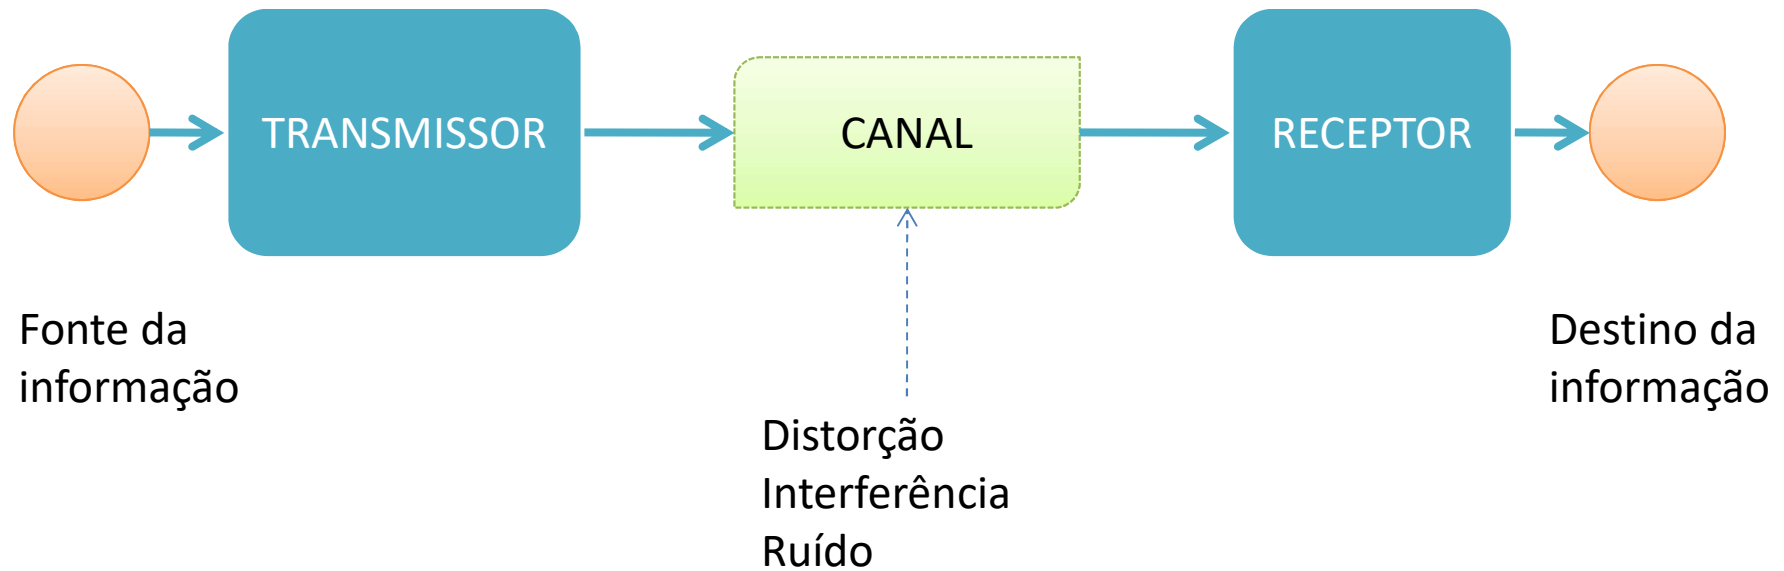 TRANSMISSOR
CANAL
RECEPTOR
Fonte da
informação
Destino da
informação
Distorção
Interferência
Ruído